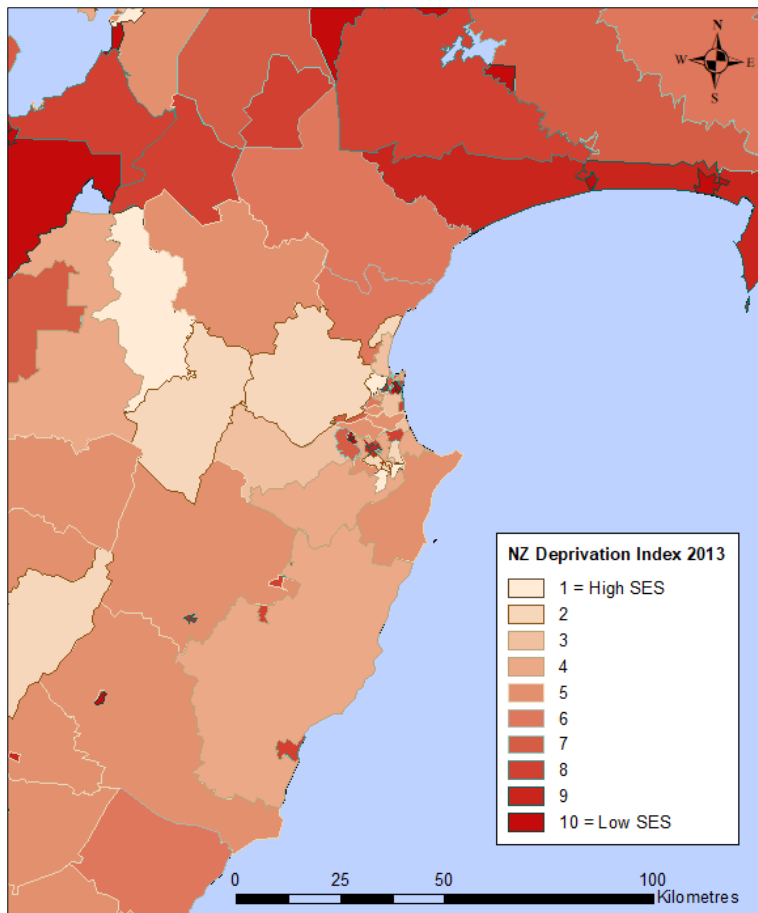 N
W E
S
NZ Deprivation Index 2013
1 = High SES
2
3
4
5
6
7
8
9
10 = Low SES
0 25 50 100
Kilometres